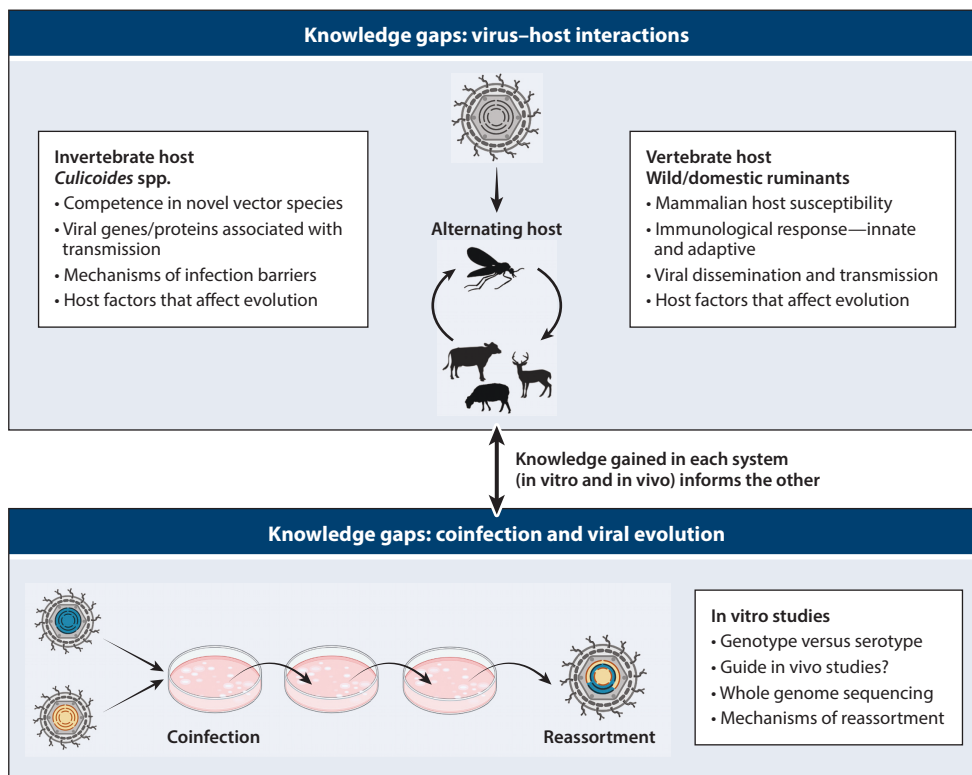 Knowledge gaps: virus–host interactions
Invertebrate host
Culicoides spp.
• Competence in novel vector species
• Viral genes/proteins associated with
transmission
• Mechanisms of infection barriers
• Host factors that affect evolution
Alternating host
Vertebrate host
Wild/domestic ruminants
• Mammalian host susceptibility
• Immunological response—innate
and adaptive
• Viral dissemination and transmission
• Host factors that affect evolution
Knowledge gained in each system
(in vitro and in vivo) informs the other
Knowledge gaps: coinfection and viral evolution
Coinfection
Reassortment
In vitro studies
• Genotype versus serotype
• Guide in vivo studies?
• Whole genome sequencing
• Mechanisms of reassortment